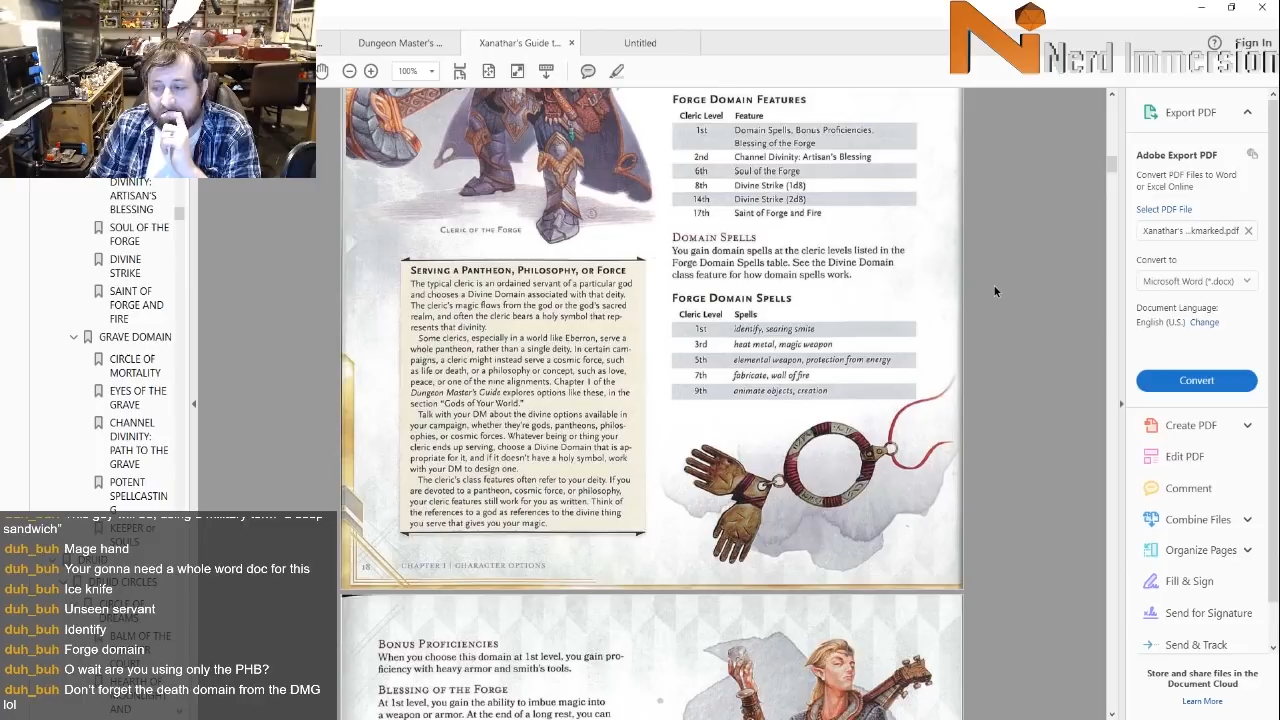 Dungeon Master's ...
Xanathar's Guide t... ×
Untitled
Nerd Immersion
Sign In
100%
DIVINITY:
ARTISAN'S
BLESSING
SOUL OF THE
FORGE
DIVINE
STRIKE
SAINT OF
FORGE AND
FIRE
GRAVE DOMAIN
CIRCLE OF
MORTALITY
EYES OF THE
GRAVE
CHANNEL
DIVINITY:
PATH TO THE
GRAVE
POTENT
SPELLCASTIN
G
KEEPER of
SOULS
DRUID
DRUID CIRCLES
sandwich"
duh_buh Mage hand
duh_buh Your gonna need a whole word doc for this
duh_buh Ice knife
duh_buh Unseen servant
duh_buh Identify
duh_buh Forge domain
duh_buh O wait are you using only the PHB?
duh_buh Don't forget the death domain from the DMG
lol
CLERIC OF THE FORGE
SERVING A PANTHEON, PHILOSOPHY, OR FORCE
The typical cleric is an ordained servant of a particular god
and chooses a Divine Domain associated with that deity.
The cleric's magic flows from the god or the god's sacred
realm, and often the cleric bears a holy symbol that rep-
resents that divinity.
Some clerics, especially in a world like Eberron, serve a
whole pantheon, rather than a single deity. In certain cam-
paigns, a cleric might instead serve a cosmic force, such
as life or death, or a philosophy or concept, such as love,
peace, or one of the nine alignments. Chapter 1 of the
Dungeon Master's Guide explores options like these, in the
section "Gods of Your World."
Talk with your DM about the divine options available in
your campaign, whether they're gods, pantheons, philos-
ophies, or cosmic forces. Whatever being or thing your
cleric ends up serving, choose a Divine Domain that is ap-
propriate for it, and if it doesn't have a holy symbol, work
with your DM to design one.
The cleric's class features often refer to your deity. If you
are devoted to a pantheon, cosmic force, or philosophy,
your cleric features still work for you as written. Think of
the references to a god as references to the divine thing
you serve that gives you your magic.
18 CHAPTER 1 | CHARACTER OPTIONS
FORGE DOMAIN FEATURES
Cleric Level Feature
1st Domain Spells, Bonus Proficiencies,
Blessing of the Forge
2nd Channel Divinity: Artisan's Blessing
6th Soul of the Forge
8th Divine Strike (1d8)
14th Divine Strike (2d8)
17th Saint of Forge and Fire
DOMAIN SPELLS
You gain domain spells at the cleric levels listed in the
Forge Domain Spells table. See the Divine Domain
class feature for how domain spells work.
FORGE DOMAIN SPELLS
Cleric Level Spells
1st identify, searing smite
3rd heat metal, magic weapon
5th elemental weapon, protection from energy
7th fabricate, wall of fire
9th animate objects, creation
BONUS PROFICIENCIES
When you choose this domain at 1st level, you gain pro-
ficiency with heavy armor and smith's tools.
BLESSING OF THE FORGE
At 1st level, you gain the ability to imbue magic into
a weapon or armor. At the end of a long rest, you can
Export PDF
Adobe Export PDF
Convert PDF Files to Word
or Excel Online
Select PDF File
Xanathar's ...kmarked.pdf ×
Convert to
Microsoft Word (*.docx)
Document Language:
English (U.S.) Change
Convert
Create PDF
Edit PDF
Comment
Combine Files
Organize Pages
Fill & Sign
Send for Signature
Send & Track
Store and share files in the
Document Cloud
Learn More